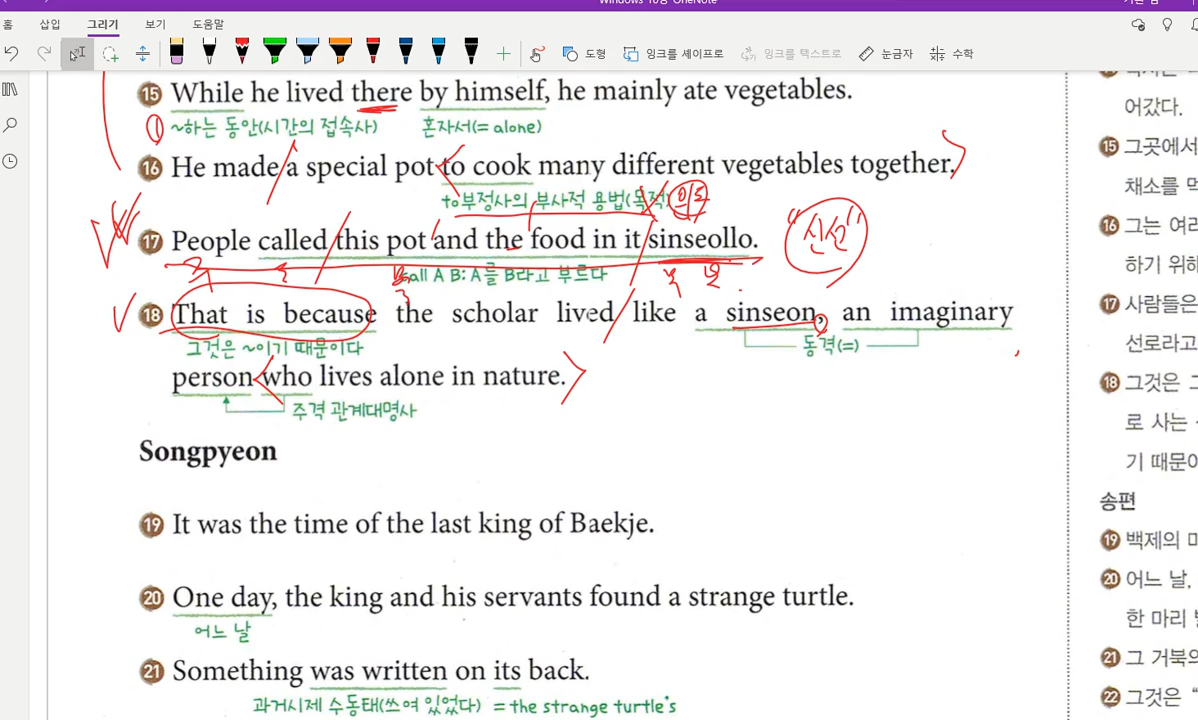 Windows 10용 OneNote
홈 삽입 그리기 보기 도움말
도형 잉크를 셰이프로 잉크를 텍스트로 눈금자 수학
15 While he lived there by himself, he mainly ate vegetables.
① ~하는 동안(시간의 접속사) 혼자서(= alone)
16 He made a special pot to cook many different vegetables together.
to부정사의 부사적 용법(목적)
17 People called this pot and the food in it sinseollo.
"신선"
call A B: A를 B라고 부르다
18 That is because the scholar lived like a sinseon, an imaginary
그것은 ~이기 때문이다 동격(=)
person who lives alone in nature.
주격 관계대명사
Songpyeon
19 It was the time of the last king of Baekje.
20 One day, the king and his servants found a strange turtle.
어느 날
21 Something was written on its back.
과거시제 수동태(쓰여 있었다) = the strange turtle's
어갔다.
15 그곳에서
채소를 먹
16 그는 여러
하기 위해
17 사람들은
선로라고
18 그것은 그
로 사는
기 때문이
송편
19 백제의 마
20 어느 날,
한 마리 발
21 그 거북의
22 그것은 "